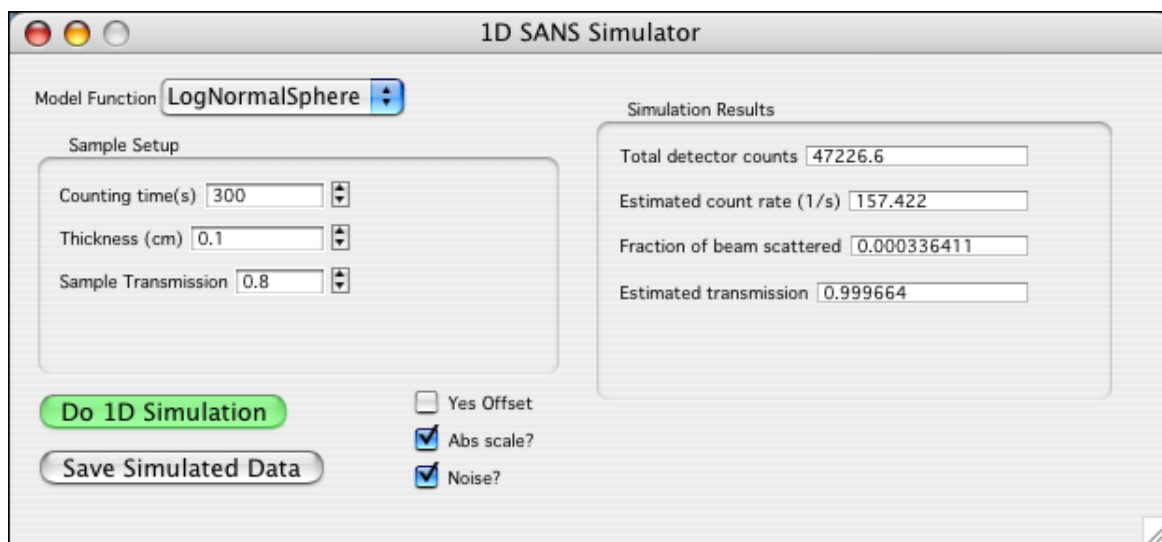 1D SANS Simulator
Model Function LogNormalSphere
Sample Setup
Counting time(s) 300
Thickness (cm) 0.1
Sample Transmission 0.8
Simulation Results
Total detector counts 47226.6
Estimated count rate (1/s) 157.422
Fraction of beam scattered 0.000336411
Estimated transmission 0.999664
Do 1D Simulation
Save Simulated Data
Yes Offset
Abs scale?
Noise?